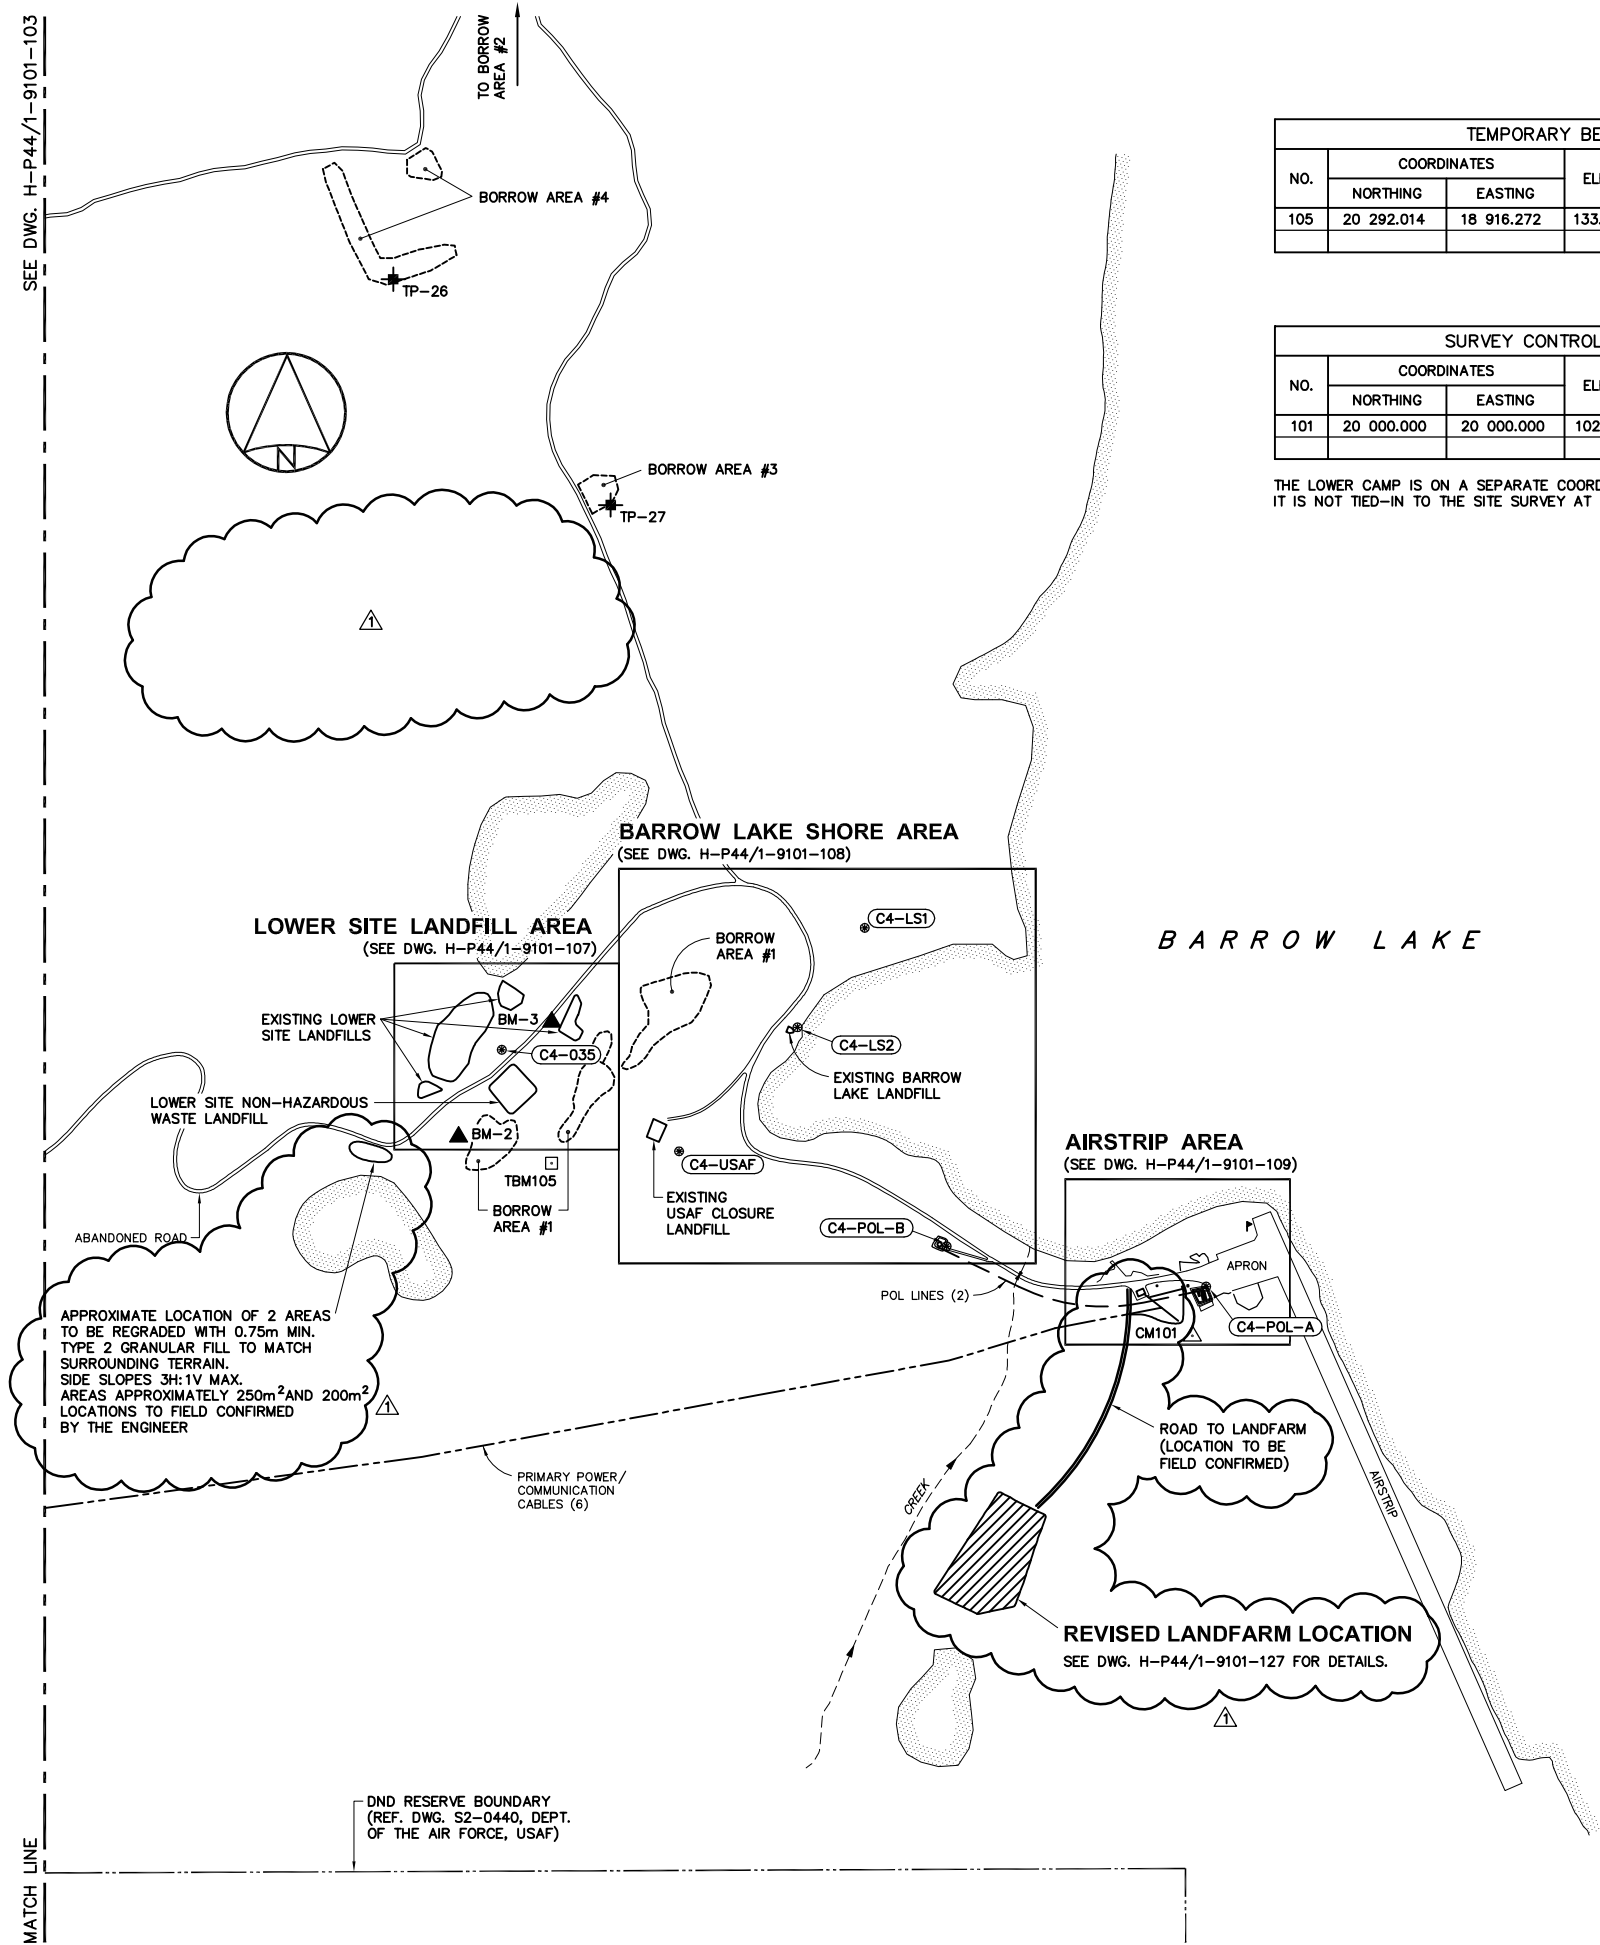 SEE DWG. H-P44/1-9101-103
TO BORROW
AREA #2
BORROW AREA #4
TP-26
N
BORROW AREA #3
TP-27
1
TEMPORARY BE
NO.
COORDINATES
NORTHING
EASTING
105
20 292.014
18 916.272
133.
SURVEY CONTROL
NO.
COORDINATES
NORTHING
EASTING
101
20 000.000
20 000.000
102
THE LOWER CAMP IS ON A SEPARATE
IT IS NOT TIED-IN TO THE SITE SURVEY AT
BARROW LAKE SHORE AREA
(SEE DWG. H-P44/1-9101-108)
LOWER SITE LANDFILL AREA
(SEE DWG. H-P44/1-9101-107)
C4-LS1
BORROW
AREA #1
BARROW LAKE
EXISTING LOWER
SITE LANDFILLS
BM-3
C4-035
C4-LS2
EXISTING BARROW
LAKE LANDFILL
LOWER SITE NON-HAZARDOUS
WASTE LANDFILL
BM-2
TBM105
BORROW
AREA #1
C4-USAF
EXISTING
USAF CLOSURE
LANDFILL
AIRSTRIP AREA
(SEE DWG. H-P44/1-9101-109)
C4-POL-B
ABANDONED ROAD
APRON
POL LINES (2)
CM101
C4-POL-A
APPROXIMATE LOCATION OF 2 AREAS
TO BE REGRADED WITH 0.75m MIN.
TYPE 2 GRANULAR FILL TO MATCH
SURROUNDING TERRAIN.
SIDE SLOPES 3H:1V MAX.
AREAS APPROXIMATELY 250m² AND 200m²
LOCATIONS TO FIELD CONFIRMED
BY THE ENGINEER
1
ROAD TO LANDFARM
(LOCATION TO BE
FIELD CONFIRMED)
PRIMARY POWER/
COMMUNICATION
CABLES (6)
CREEK
AIRSTRIP
REVISED LANDFARM LOCATION
SEE DWG. H-P44/1-9101-127 FOR DETAILS.
1
DND RESERVE BOUNDARY
(REF. DWG. S2-0440, DEPT.
OF THE AIR FORCE, USAF)
MATCH LINE